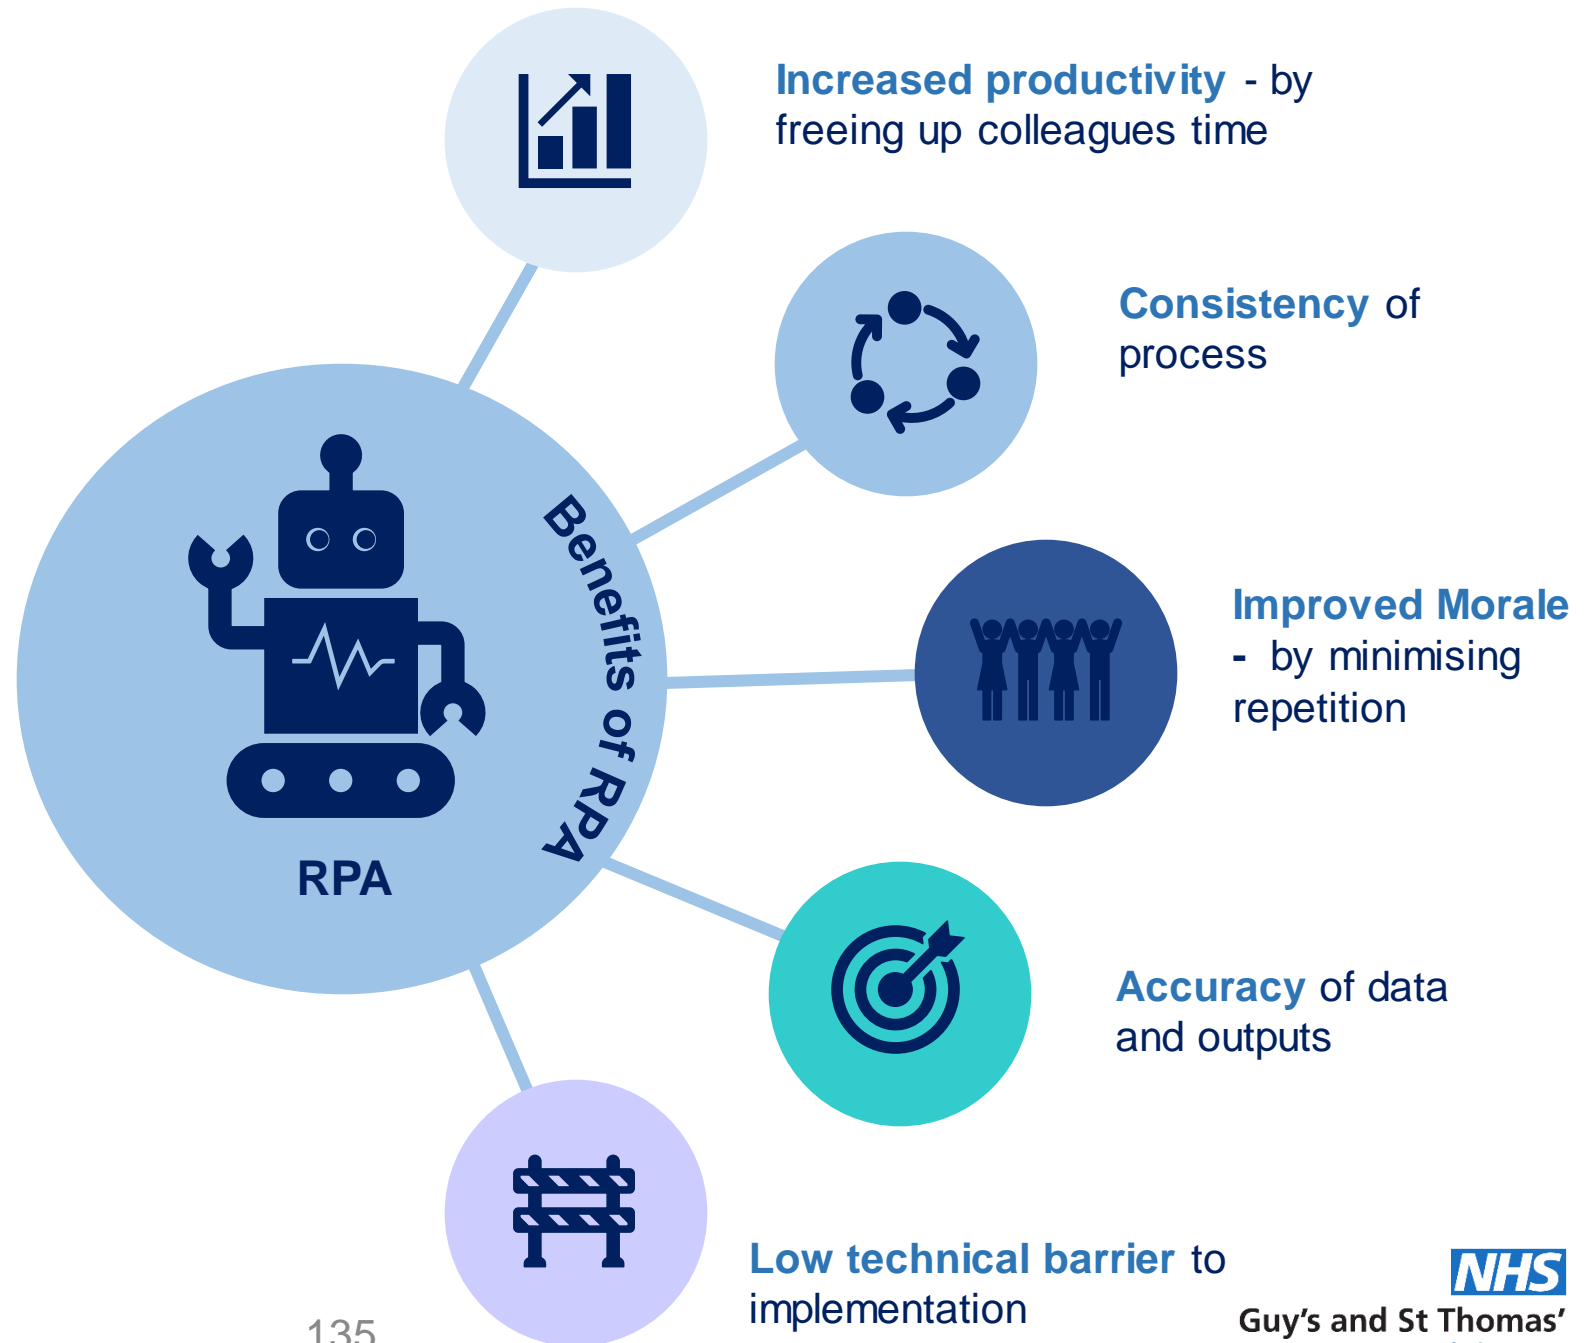 Increased productivity - by
freeing up colleagues time
Consistency of
process
Benefits of RPA
Improved Morale
- by minimising
repetition
RPA
Accuracy of data
and outputs
Low technical barrier to
implementation
NHS
Guy's and St Thomas'
135